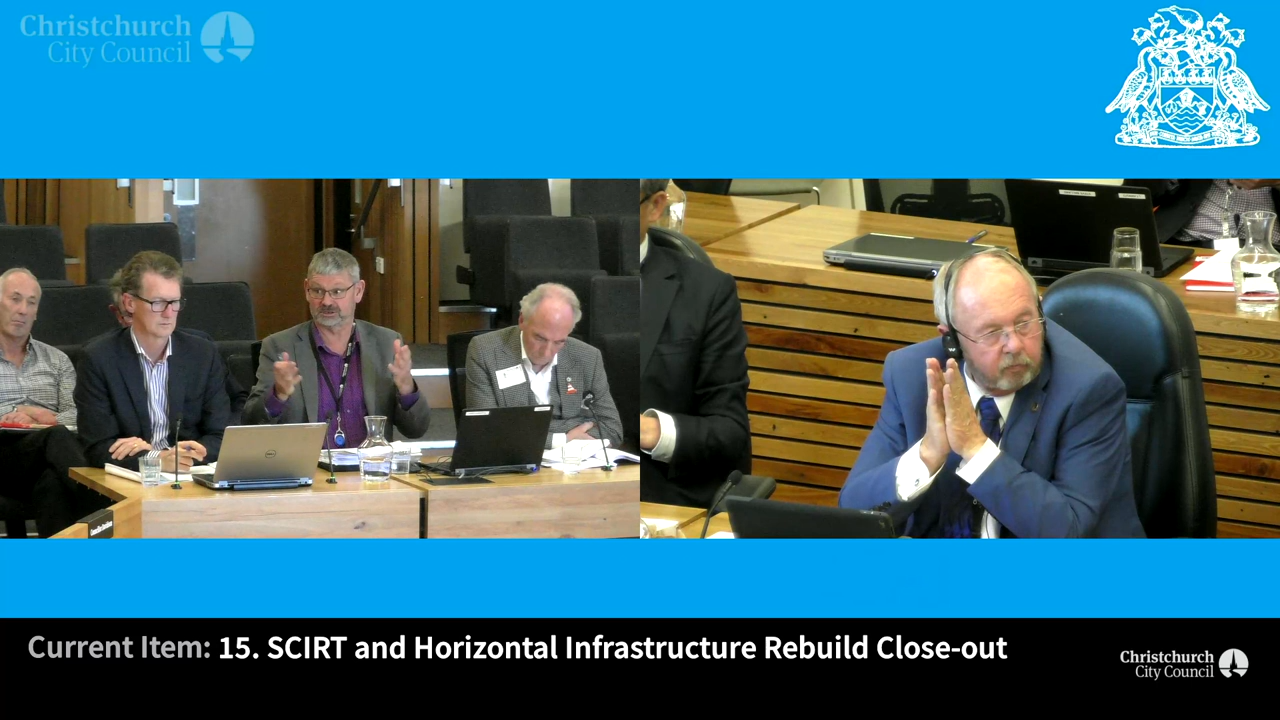 Christchurch
City Council
Current Item: 15. SCIRT and Horizontal Infrastructure Rebuild Close-out
Christchurch
City Council